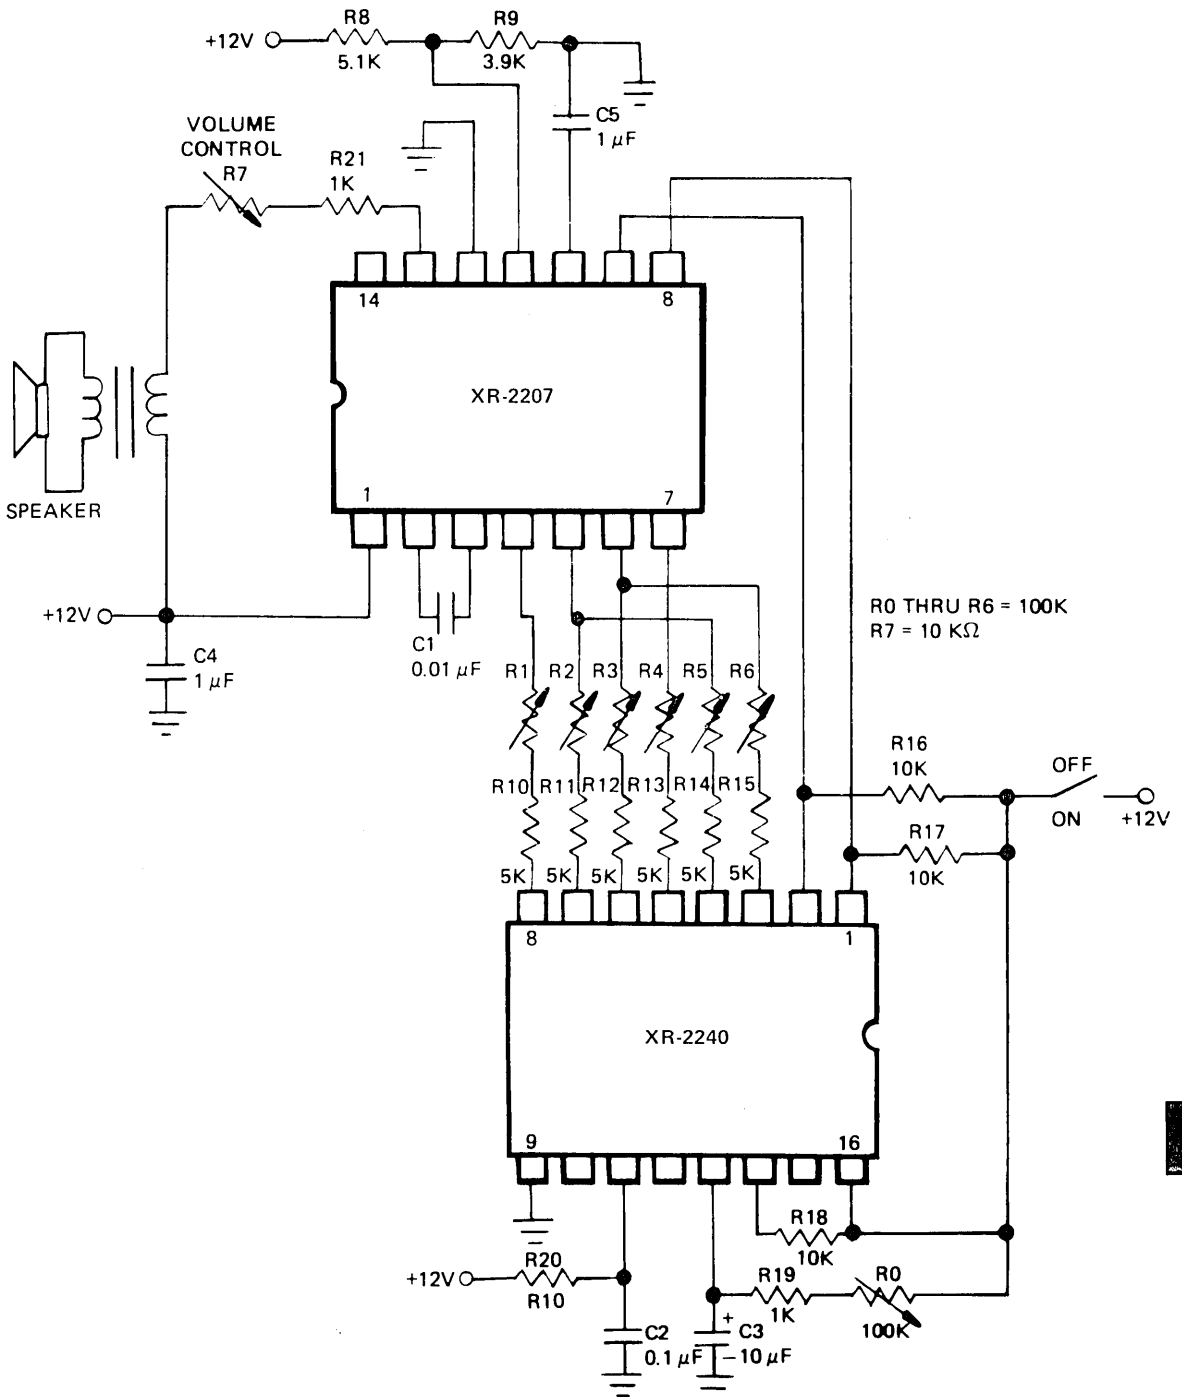 R8
R9
+12V
5.1K
3.9K
C5
1 μF
VOLUME
CONTROL
R7
R21
1K
14
8
XR-2207
SPEAKER
1
7
+12V
C4
1 μF
C1
0.01 μF
R0 THRU R6 = 100K
R7 = 10 KΩ
R1 R2 R3 R4 R5 R6
R16
10K
OFF
ON
+12V
R10 R11 R12 R13 R14 R15
R17
10K
5K 5K 5K 5K 5K 5K
8
1
XR-2240
9
16
R18
10K
+12V
R20
R10
R19
1K
R0
100K
C2
0.1 μF
+
C3
10 μF